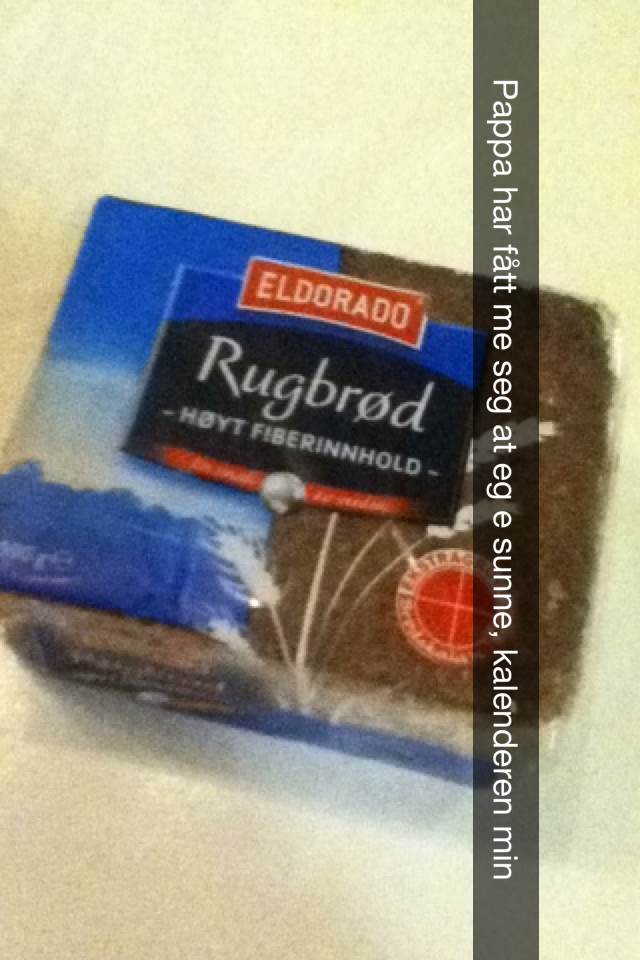 Pappa har fått me seg at eg e sunne, kalenderen min
ELDORADO
Rugbrød
- HØYT FIBERINNHOLD -